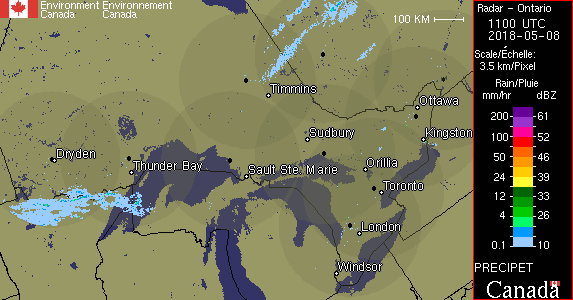 Environment Environnement
Canada Canada
100 KM
Timmins
Ottawa
Sudbury
Kingston
Dryden
Thunder Bay
Sault Ste. Marie
Orillia
Toronto
London
Windsor
Radar - Ontario
1100 UTC
2018-05-08
Scale/Échelle:
3.5 km/Pixel
Rain/Pluie
mm/hr dBZ
200 61
100 52
50 46
24 39
12 33
4 26
1 20
0.1 10
PRECIPET
Canada